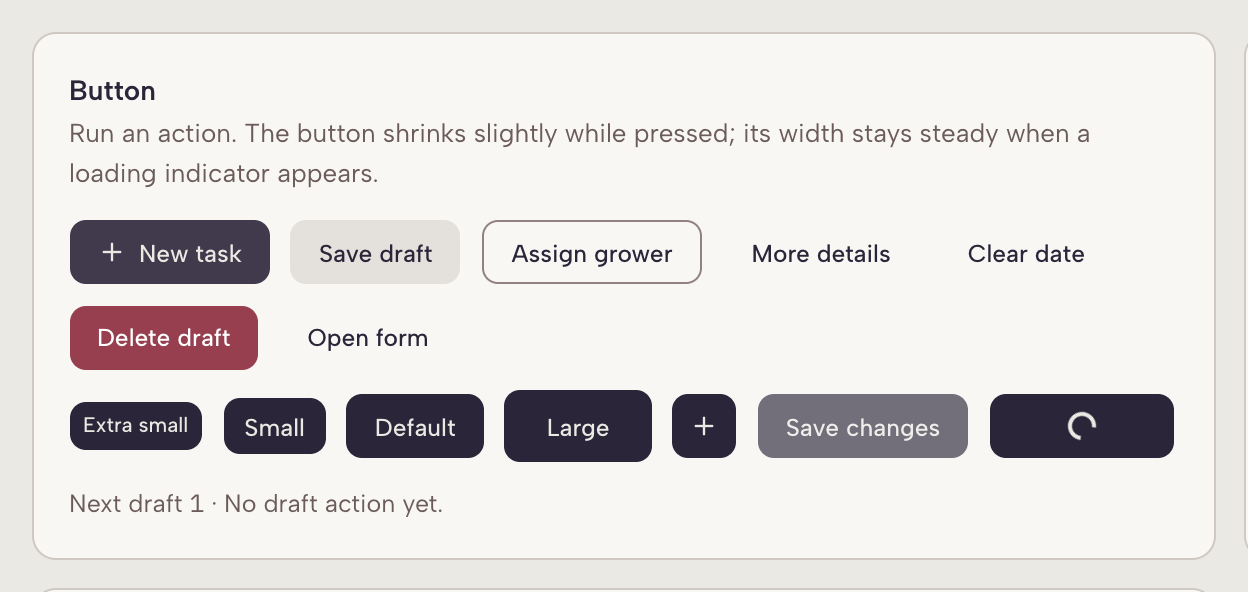 Button
Run an action. The button shrinks slightly while pressed; its width stays steady when a
loading indicator appears.
+ New task Save draft Assign grower More details Clear date
Delete draft Open form
Extra small Small Default Large + Save changes
Next draft 1 · No draft action yet.